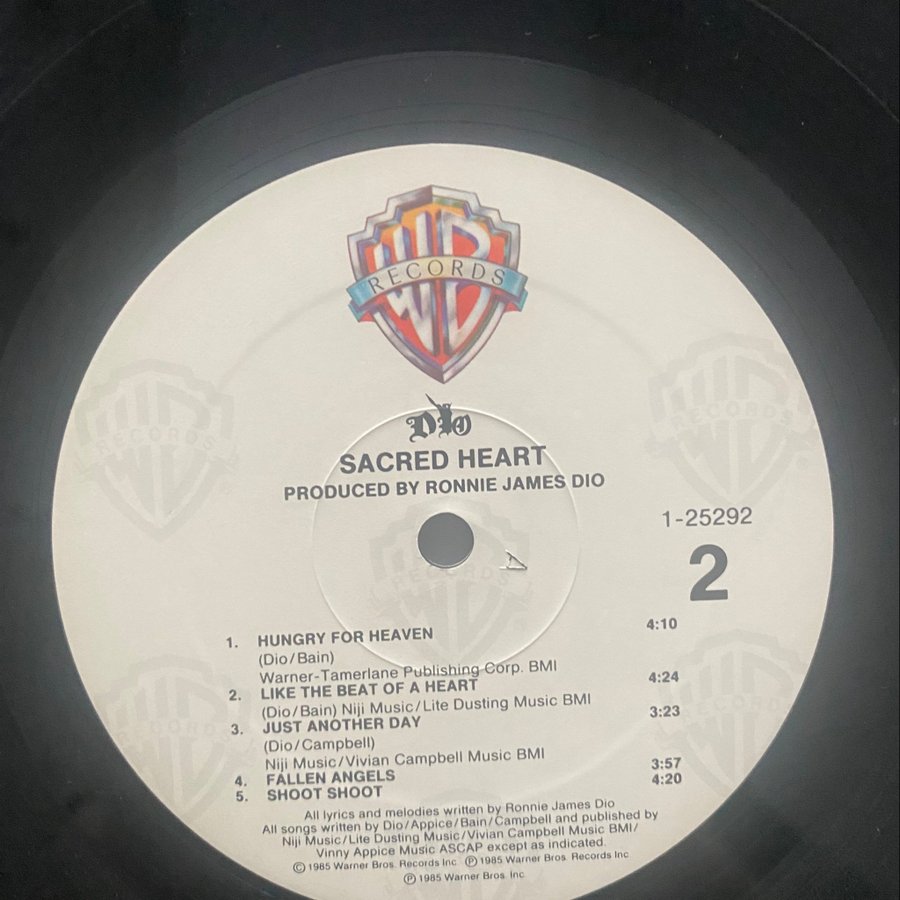 WB
RECORDS
DIO
SACRED HEART
PRODUCED BY RONNIE JAMES DIO
1-25292
2
1. HUNGRY FOR HEAVEN 4:10
(Dio/Bain)
Warner-Tamerlane Publishing Corp. BMI
2. LIKE THE BEAT OF A HEART 4:24
(Dio/Bain) Niji Music/Lite Dusting Music BMI
3. JUST ANOTHER DAY 3:23
(Dio/Campbell)
Niji Music/Vivian Campbell Music BMI
4. FALLEN ANGELS 3:57
5. SHOOT SHOOT 4:20
All lyrics and melodies written by Ronnie James Dio
All songs written by Dio/Appice/Bain/Campbell and published by
Niji Music/Lite Dusting Music/Vivian Campbell Music BMI/
Vinny Appice Music ASCAP except as indicated.
© 1985 Warner Bros. Records Inc. ℗ 1985 Warner Bros. Records Inc.
℗ 1985 Warner Bros. Inc.